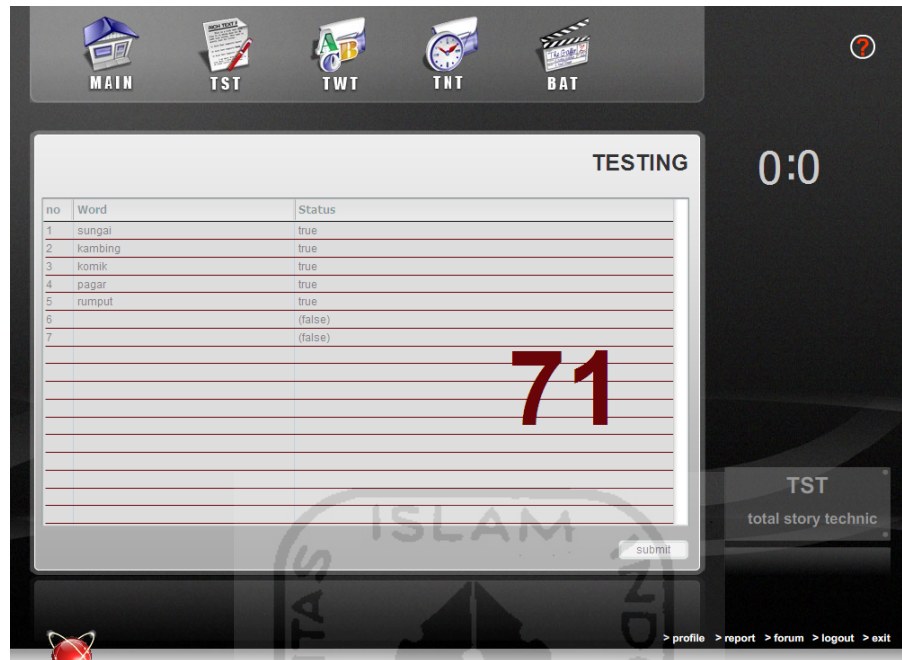 MAIN TST TWT TNT BAT ?
TESTING
0:0
no Word Status
1 sungai true
2 kambing true
3 komik true
4 pagar true
5 rumput true
6 (false)
7 (false)
71
TST
total story technic
ISLAM
submit
>profile >report >forum >logout >exit